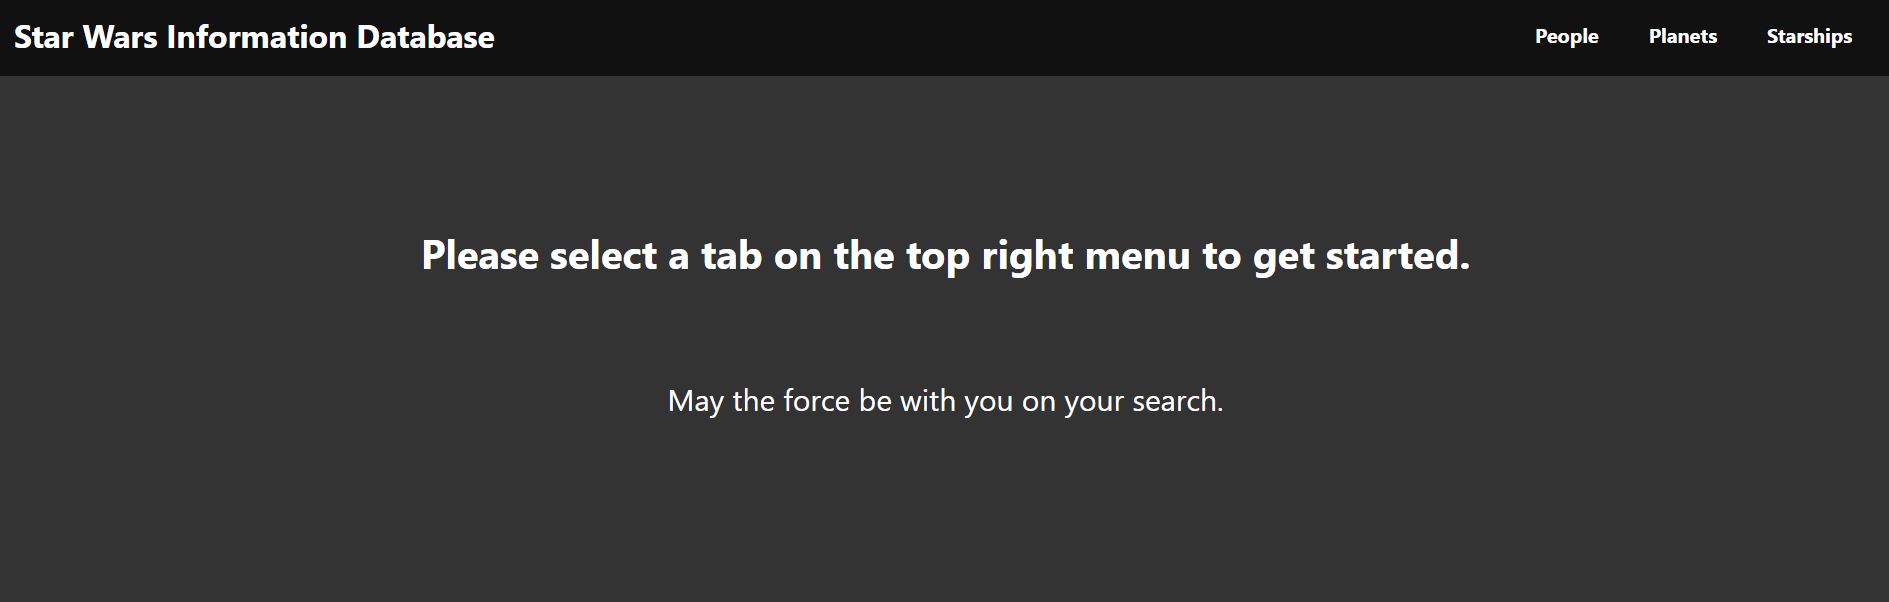 Star Wars Information Database
People Planets Starships
Please select a tab on the top right menu to get started.
May the force be with you on your search.